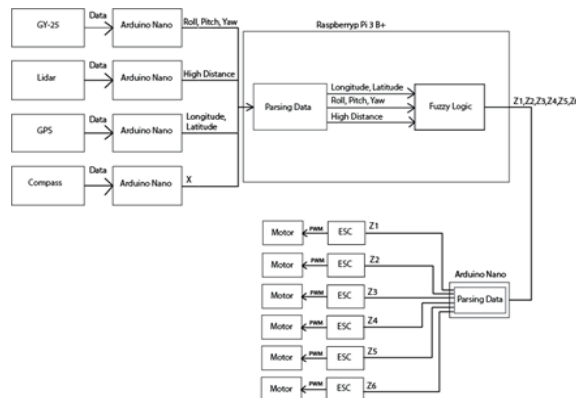 GY-25
Data
Arduino Nano
Roll, Pitch, Yaw
Lidar
Data
Arduino Nano
High Distance
GPS
Data
Arduino Nano
Longitude,
Latitude
Compass
Data
Arduino Nano
X
Raspberryp Pi 3 B+
Parsing Data
Longitude, Latitude
Roll, Pitch, Yaw
High Distance
Fuzzy Logic
Z1,Z2,Z3,Z4,Z5,Z6
Arduino Nano
Parsing Data
Motor
PWM
ESC
Z1
Motor
PWM
ESC
Z2
Motor
PWM
ESC
Z3
Motor
PWM
ESC
Z4
Motor
PWM
ESC
Z5
Motor
PWM
ESC
Z6